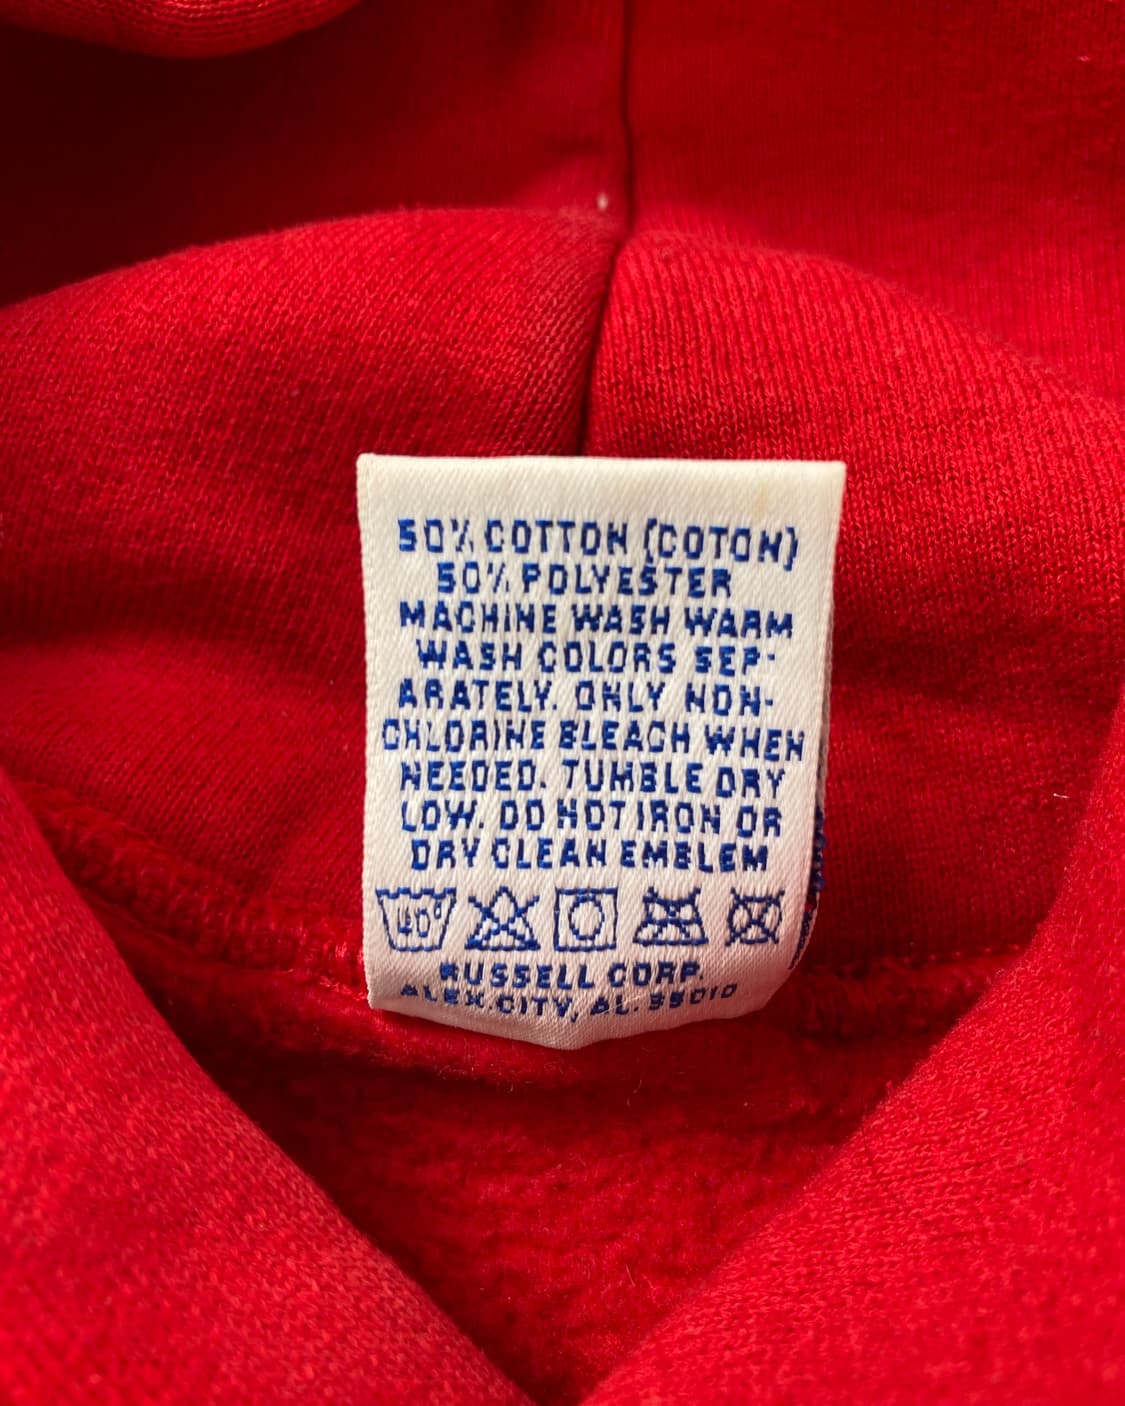 50% COTTON (COTON)
50% POLYESTER
MACHINE WASH WARM
WASH COLORS SEP-
ARATELY. ONLY NON-
CHLORINE BLEACH WHEN
NEEDED. TUMBLE DRY
LOW. DO NOT IRON OR
DRY CLEAN EMBLEM
40°
RUSSELL CORP.
ALEX.CITY, AL. 35010